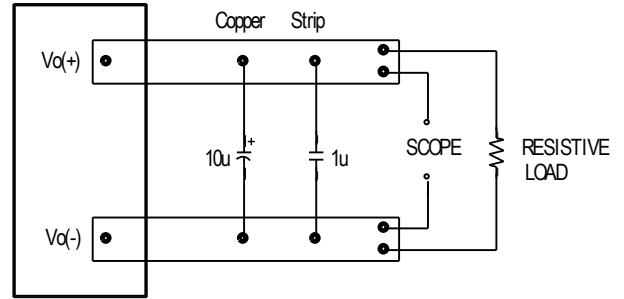 Copper Strip
Vo(+)
10u
+
1u
SCOPE
RESISTIVE
LOAD
Vo(-)